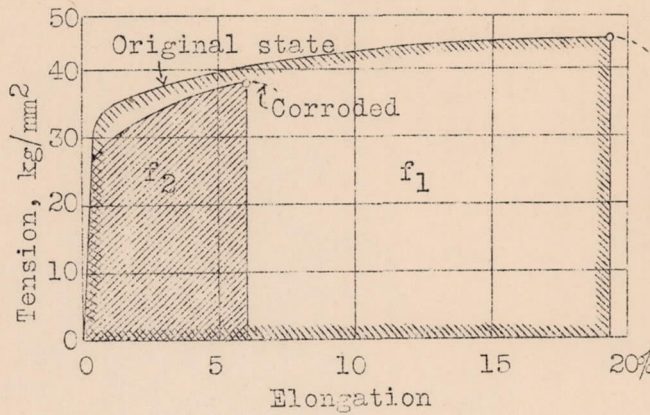 50
Original state
40
Corroded
30
f2
f1
20
10
0
Tension, kg/mm2
0
5
10
15
20%
Elongation